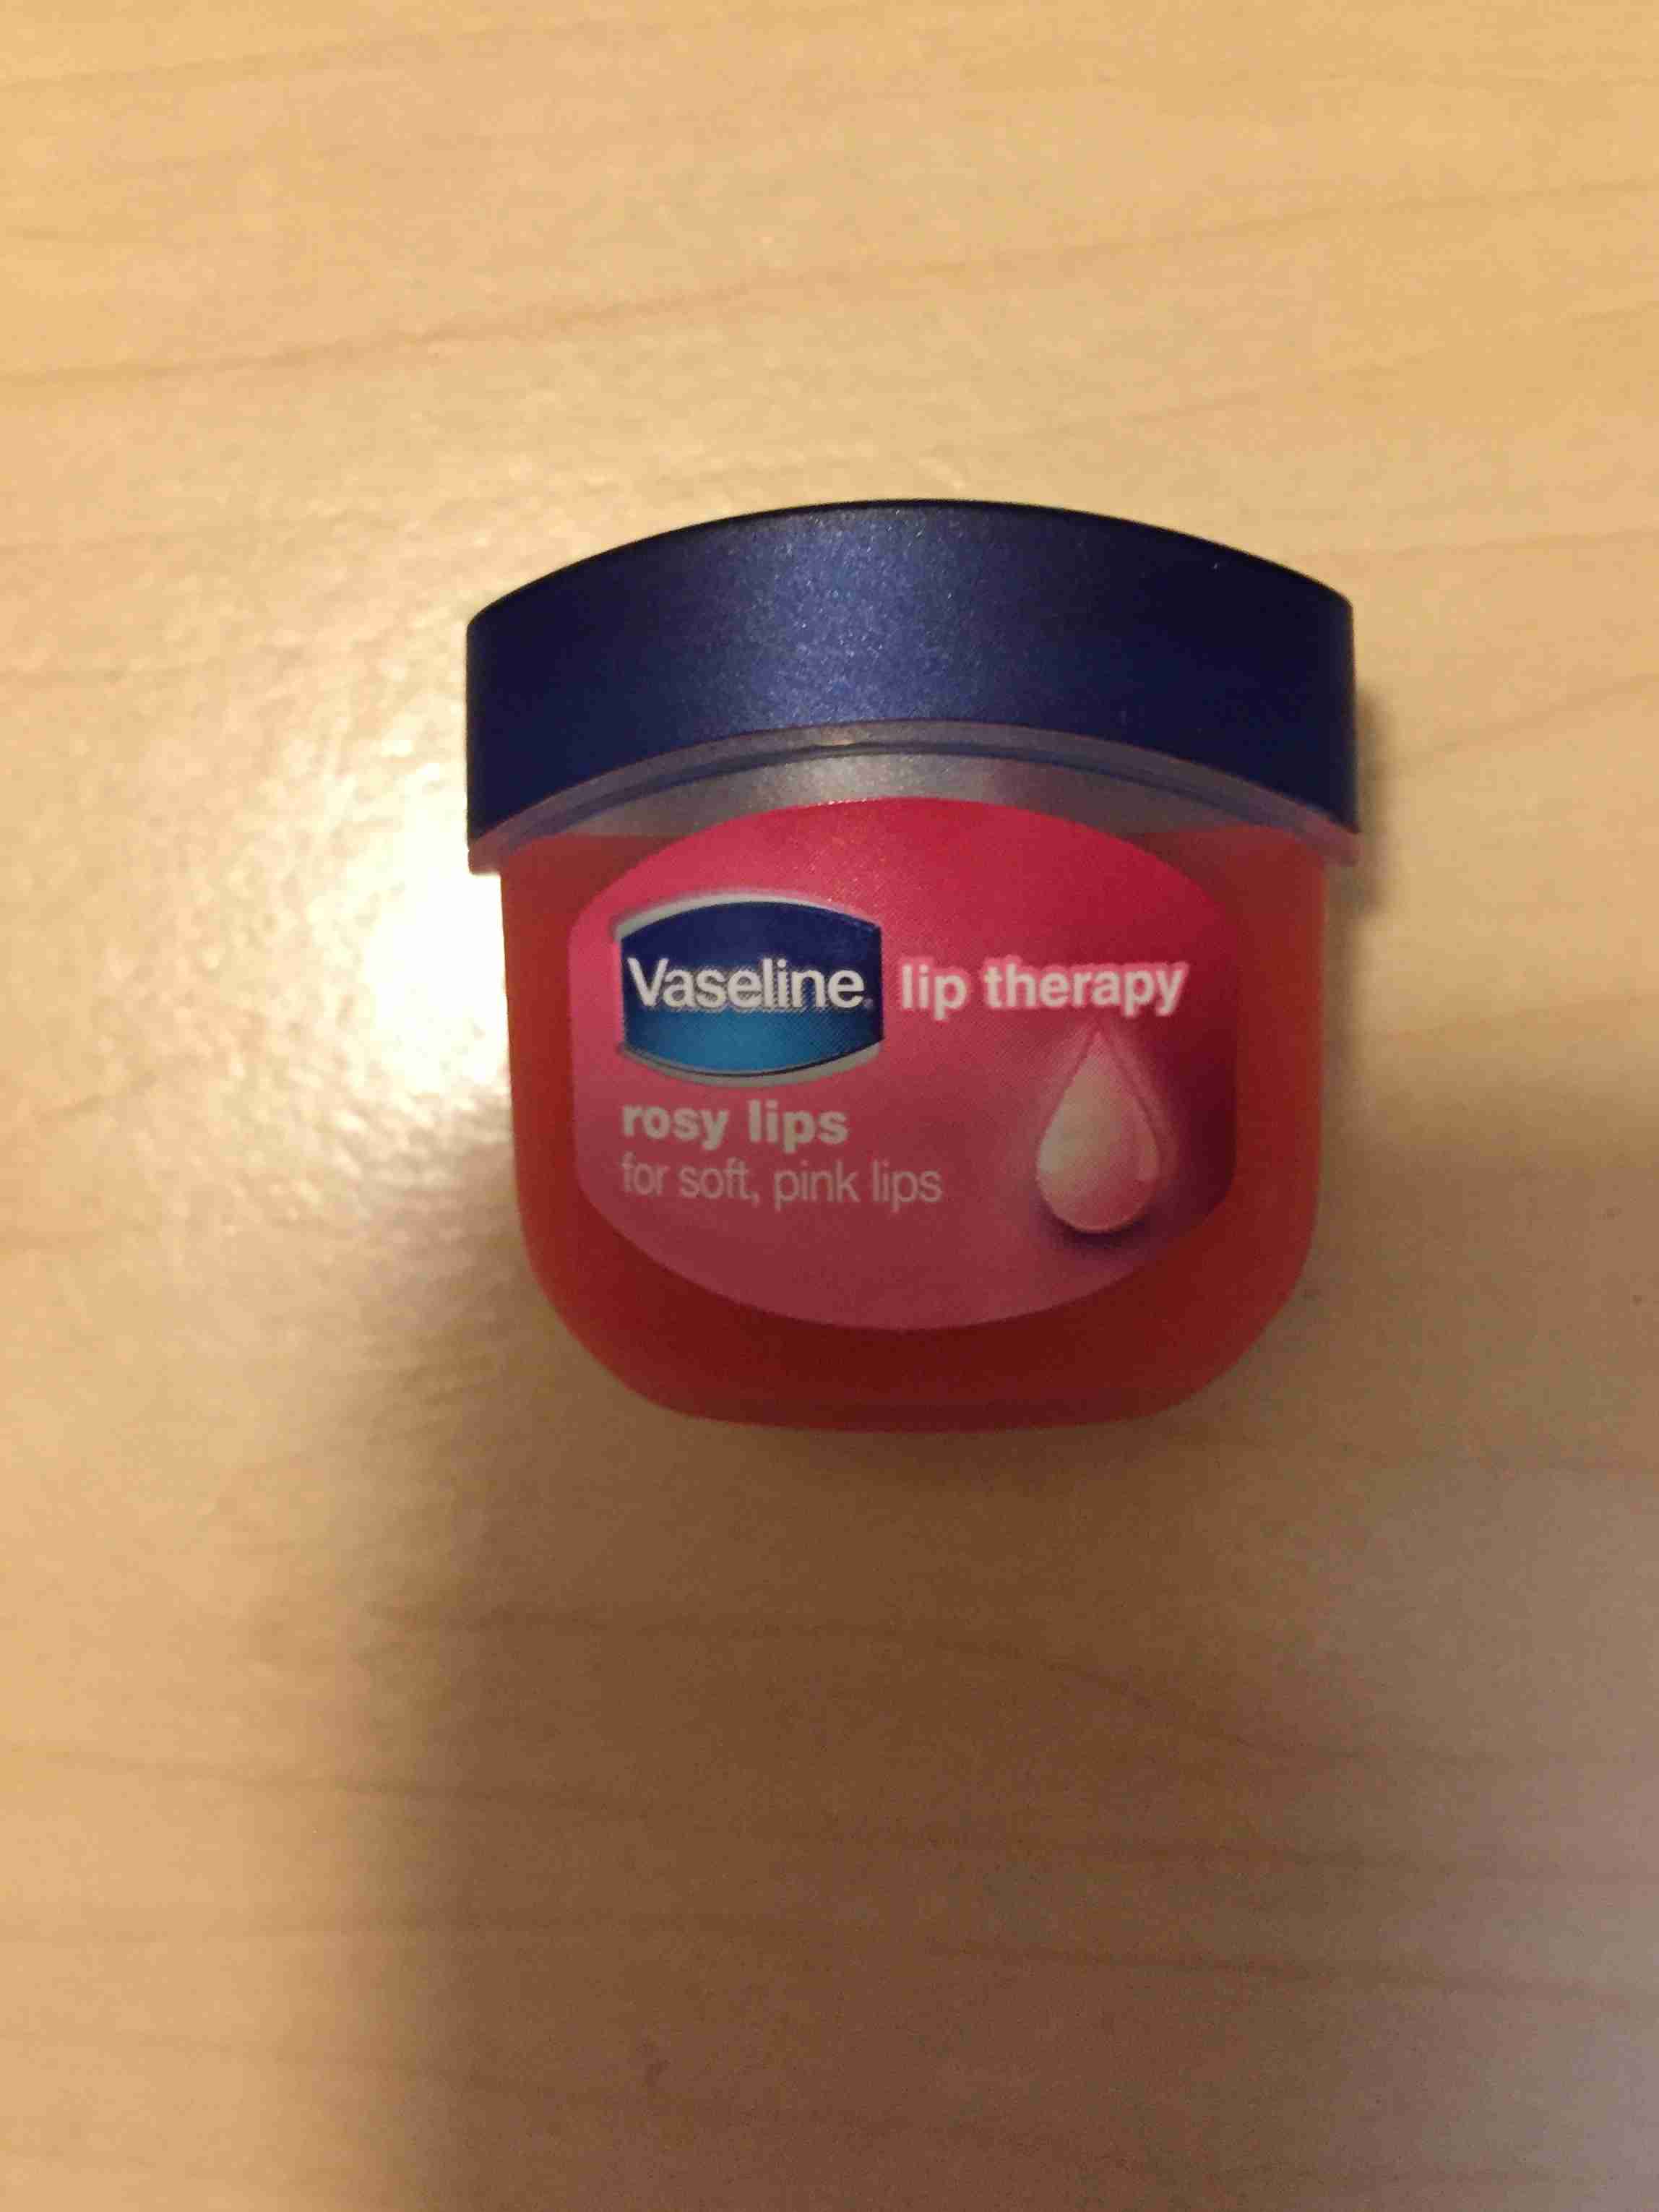 Vaseline. lip therapy
rosy lips
for soft, pink lips